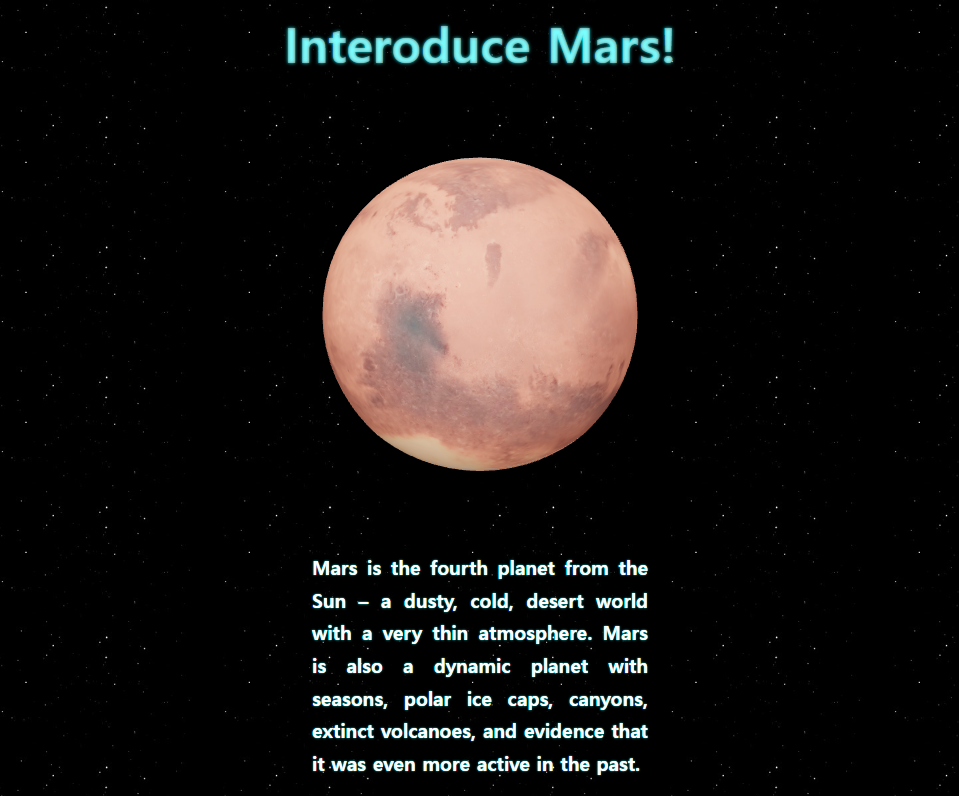 Interoduce Mars!
Mars is the fourth planet from the
Sun – a dusty, cold, desert world
with a very thin atmosphere. Mars
is also a dynamic planet with
seasons, polar ice caps, canyons,
extinct volcanoes, and evidence that
it was even more active in the past.